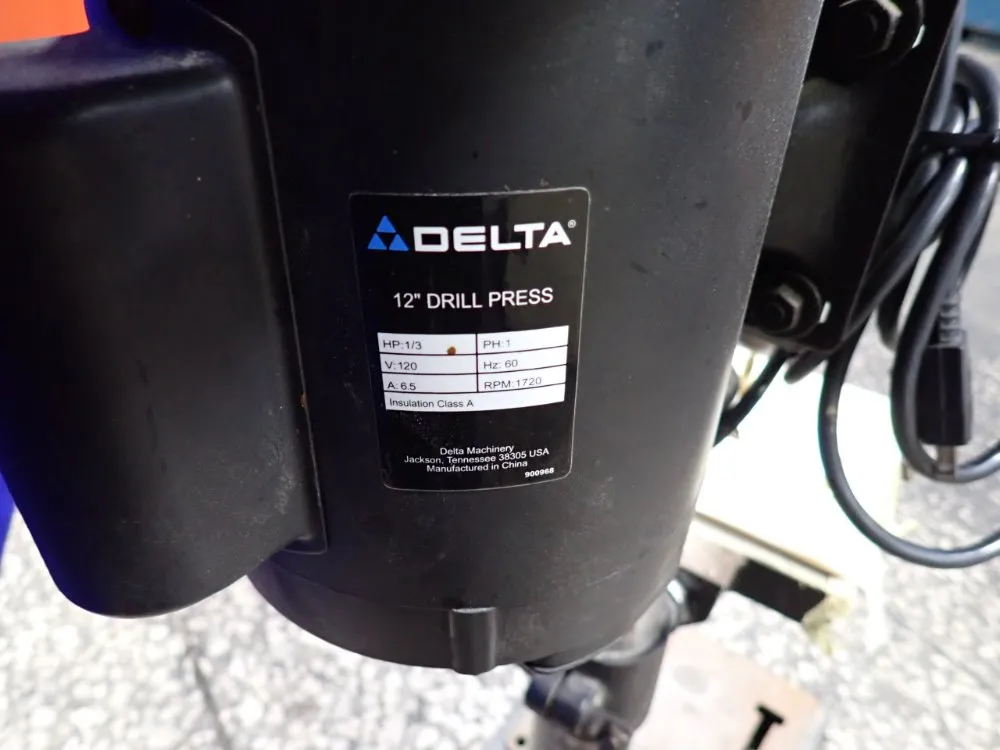 DELTA®
12" DRILL PRESS
HP:1/3 PH:1
V:120 Hz: 60
A:6.5 RPM:1720
Insulation Class A
Delta Machinery
Jackson, Tennessee 38305 USA
Manufactured in China
900968